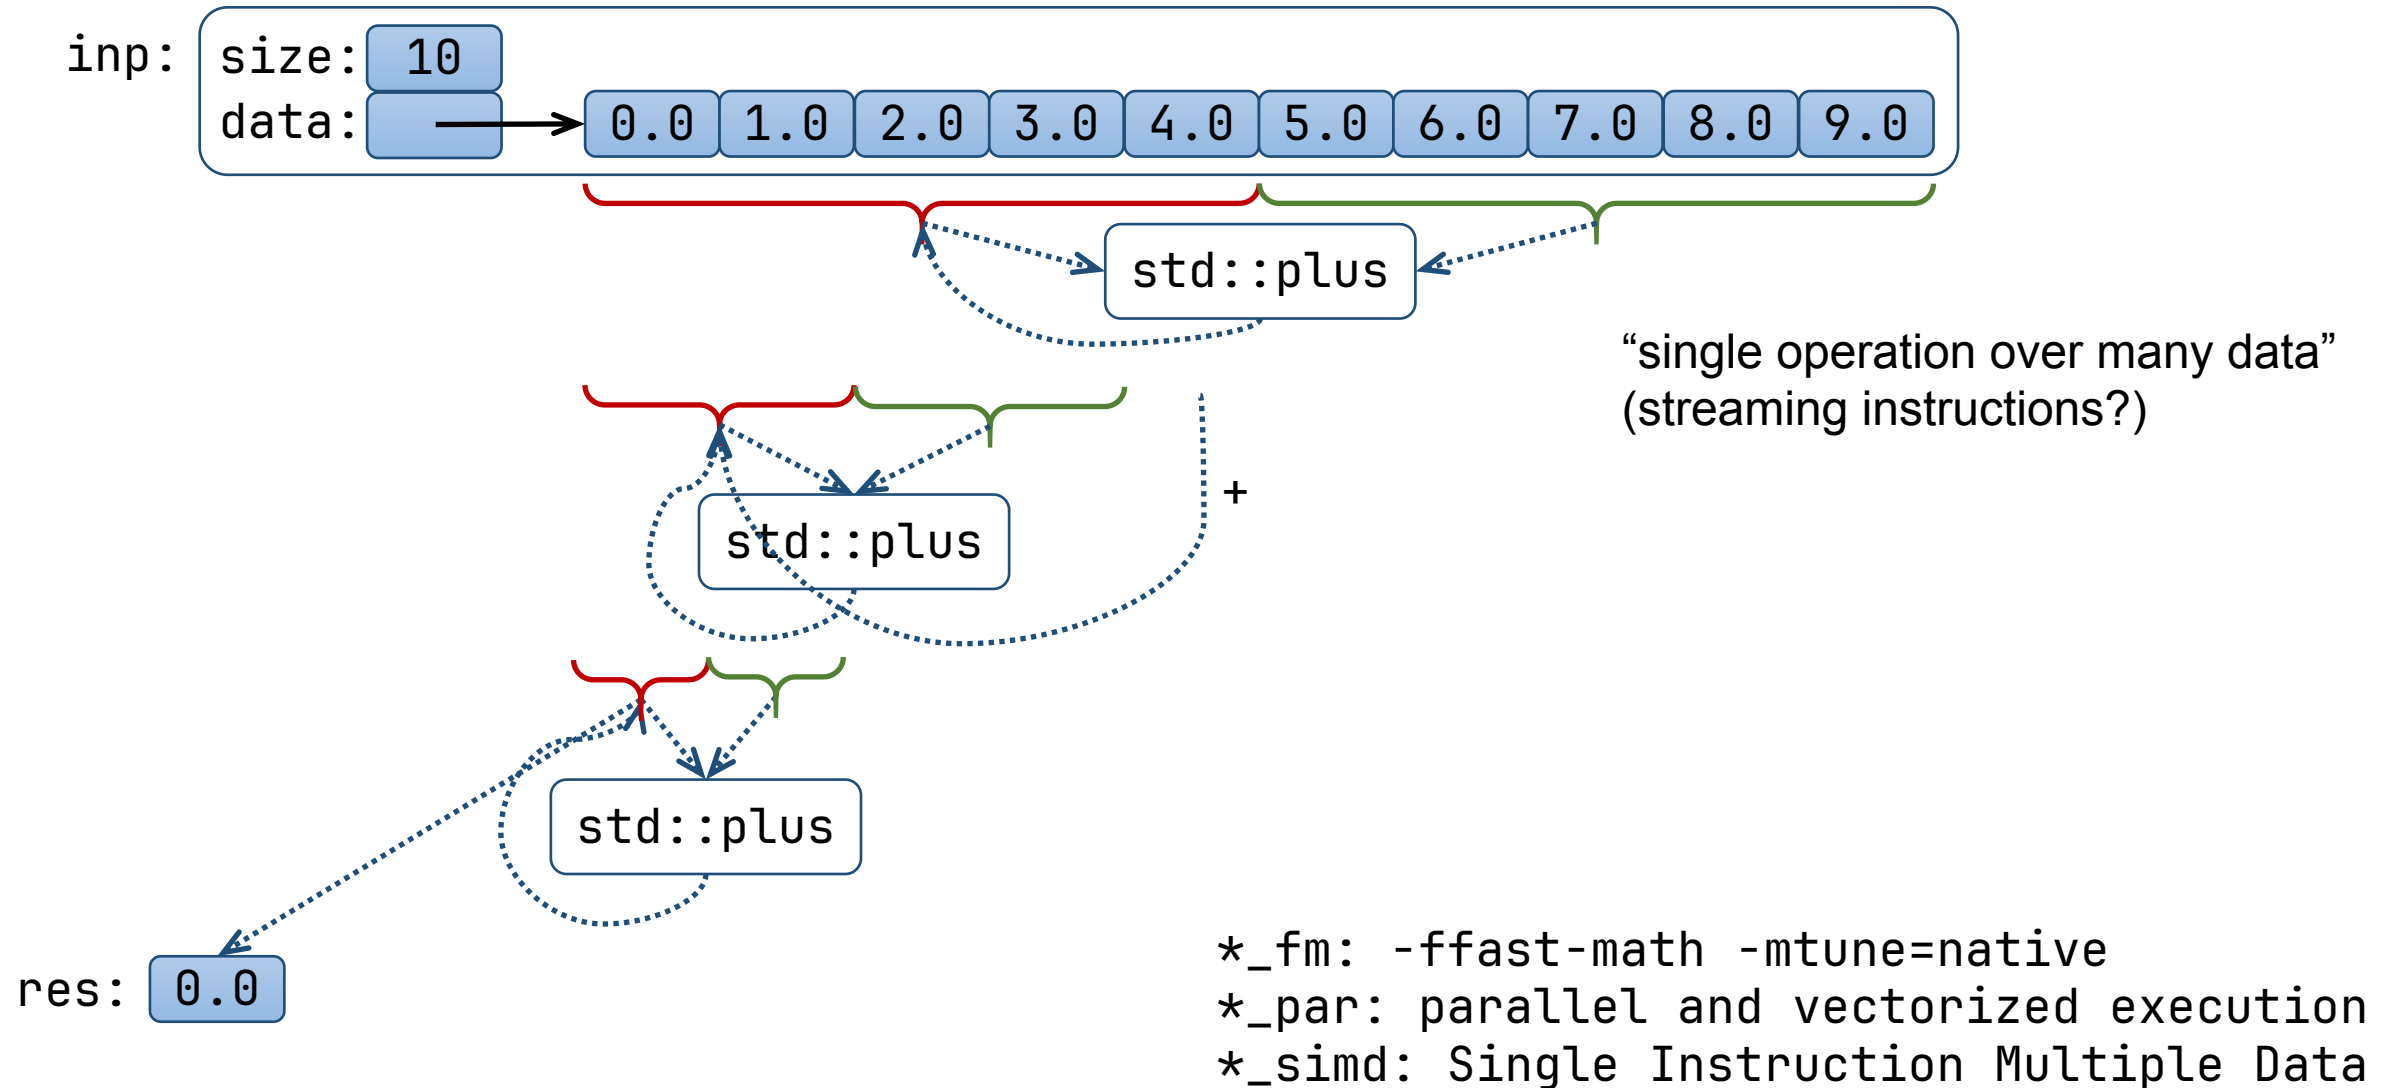 inp: size: 10
data: 0.0 1.0 2.0 3.0 4.0 5.0 6.0 7.0 8.0 9.0
std::plus
“single operation over many data”
(streaming instructions?)
+
std::plus
std::plus
res: 0.0
*_fm: -ffast-math -mtune=native
*_par: parallel and vectorized execution
*_simd: Single Instruction Multiple Data